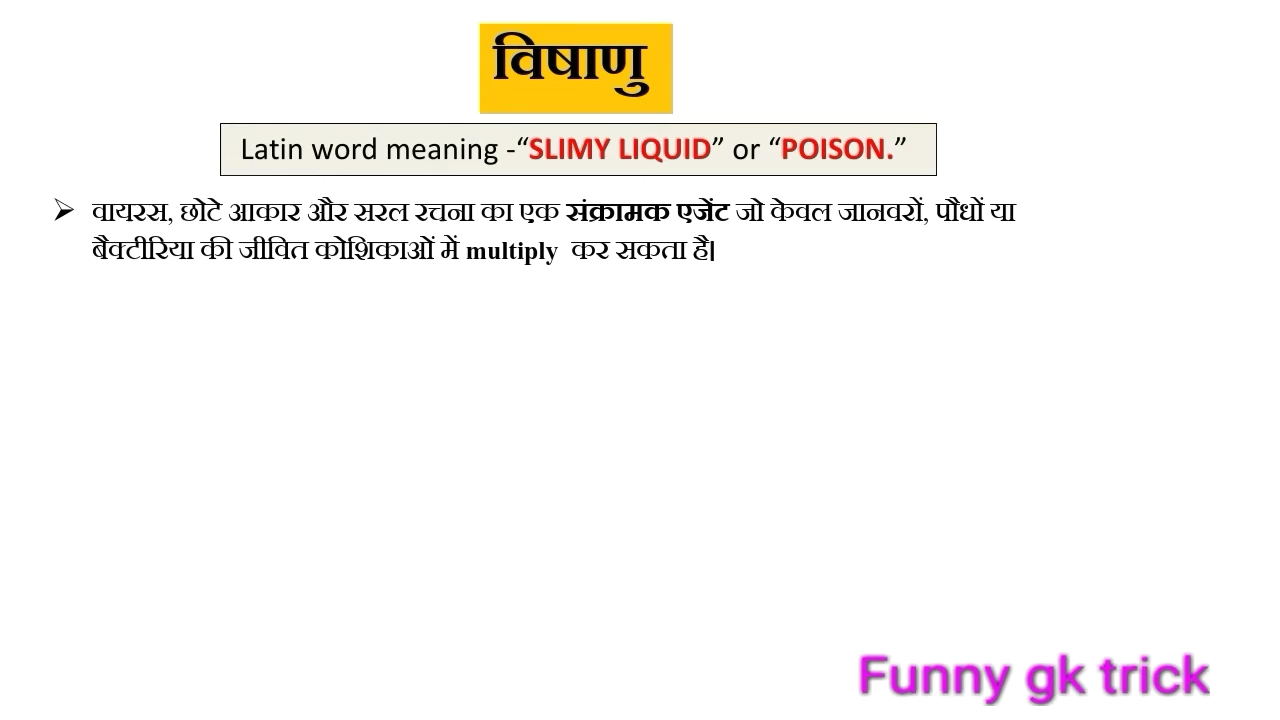 विषाणु
Latin word meaning -“SLIMY LIQUID” or “POISON.”
➢ वायरस, छोटे आकार और सरल रचना का एक संक्रामक एजेंट जो केवल जानवरों, पौधों या
बैक्टीरिया की जीवित कोशिकाओं में multiply कर सकता है।
Funny gk trick